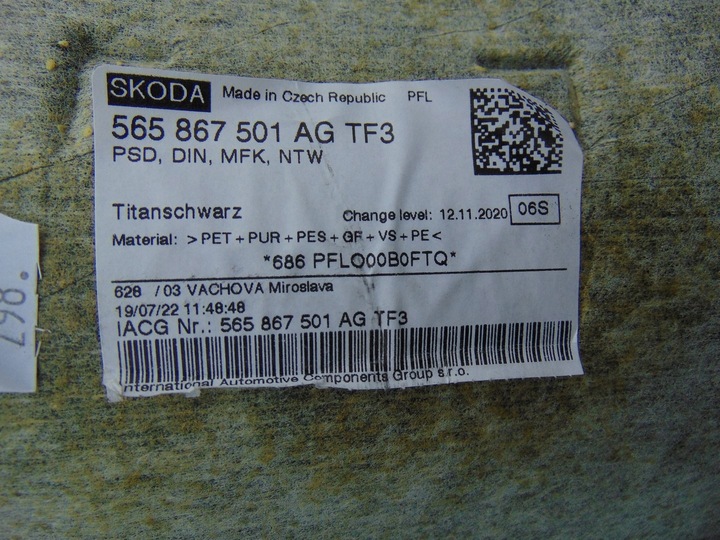 SKODA Made in Czech Republic PFL
565 867 501 AG TF3
PSD, DIN, MFK, NTW
Titanschwarz Change level: 12.11.2020 06S
Material: >PET+PUR+PES+GF+VS+PE<
*686 PFLO00B0FTQ*
628 /03 VACHOVA Miroslava
19/07/22 11:48:48
IACG Nr.: 565 867 501 AG TF3
International Automotive Components Group s.r.o.
867.